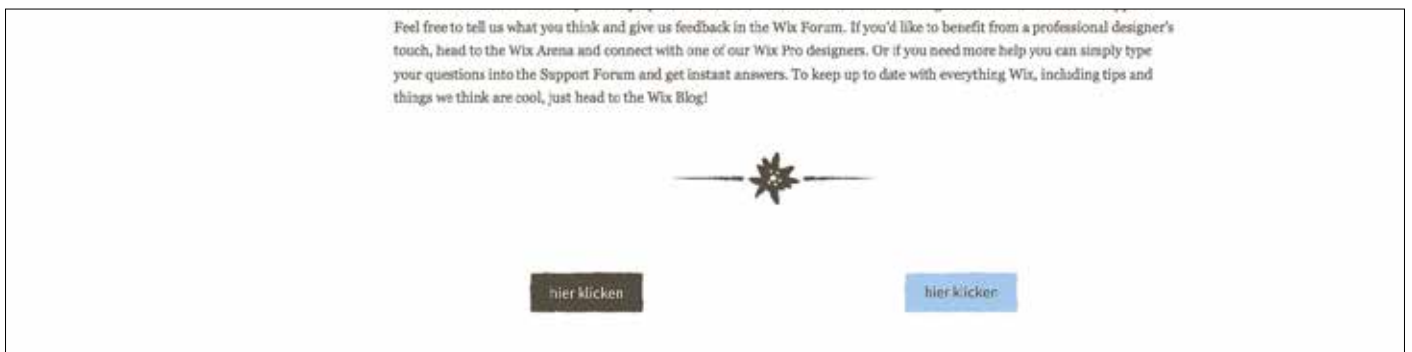 Feel free to tell us what you think and give us feedback in the Wix Forum. If you'd like to benefit from a professional designer's
touch, head to the Wix Arena and connect with one of our Wix Pro designers. Or if you need more help you can simply type
your questions into the Support Forum and get instant answers. To keep up to date with everything Wix, including tips and
things we think are cool, just head to the Wix Blog!
hier klicken
hier klicken